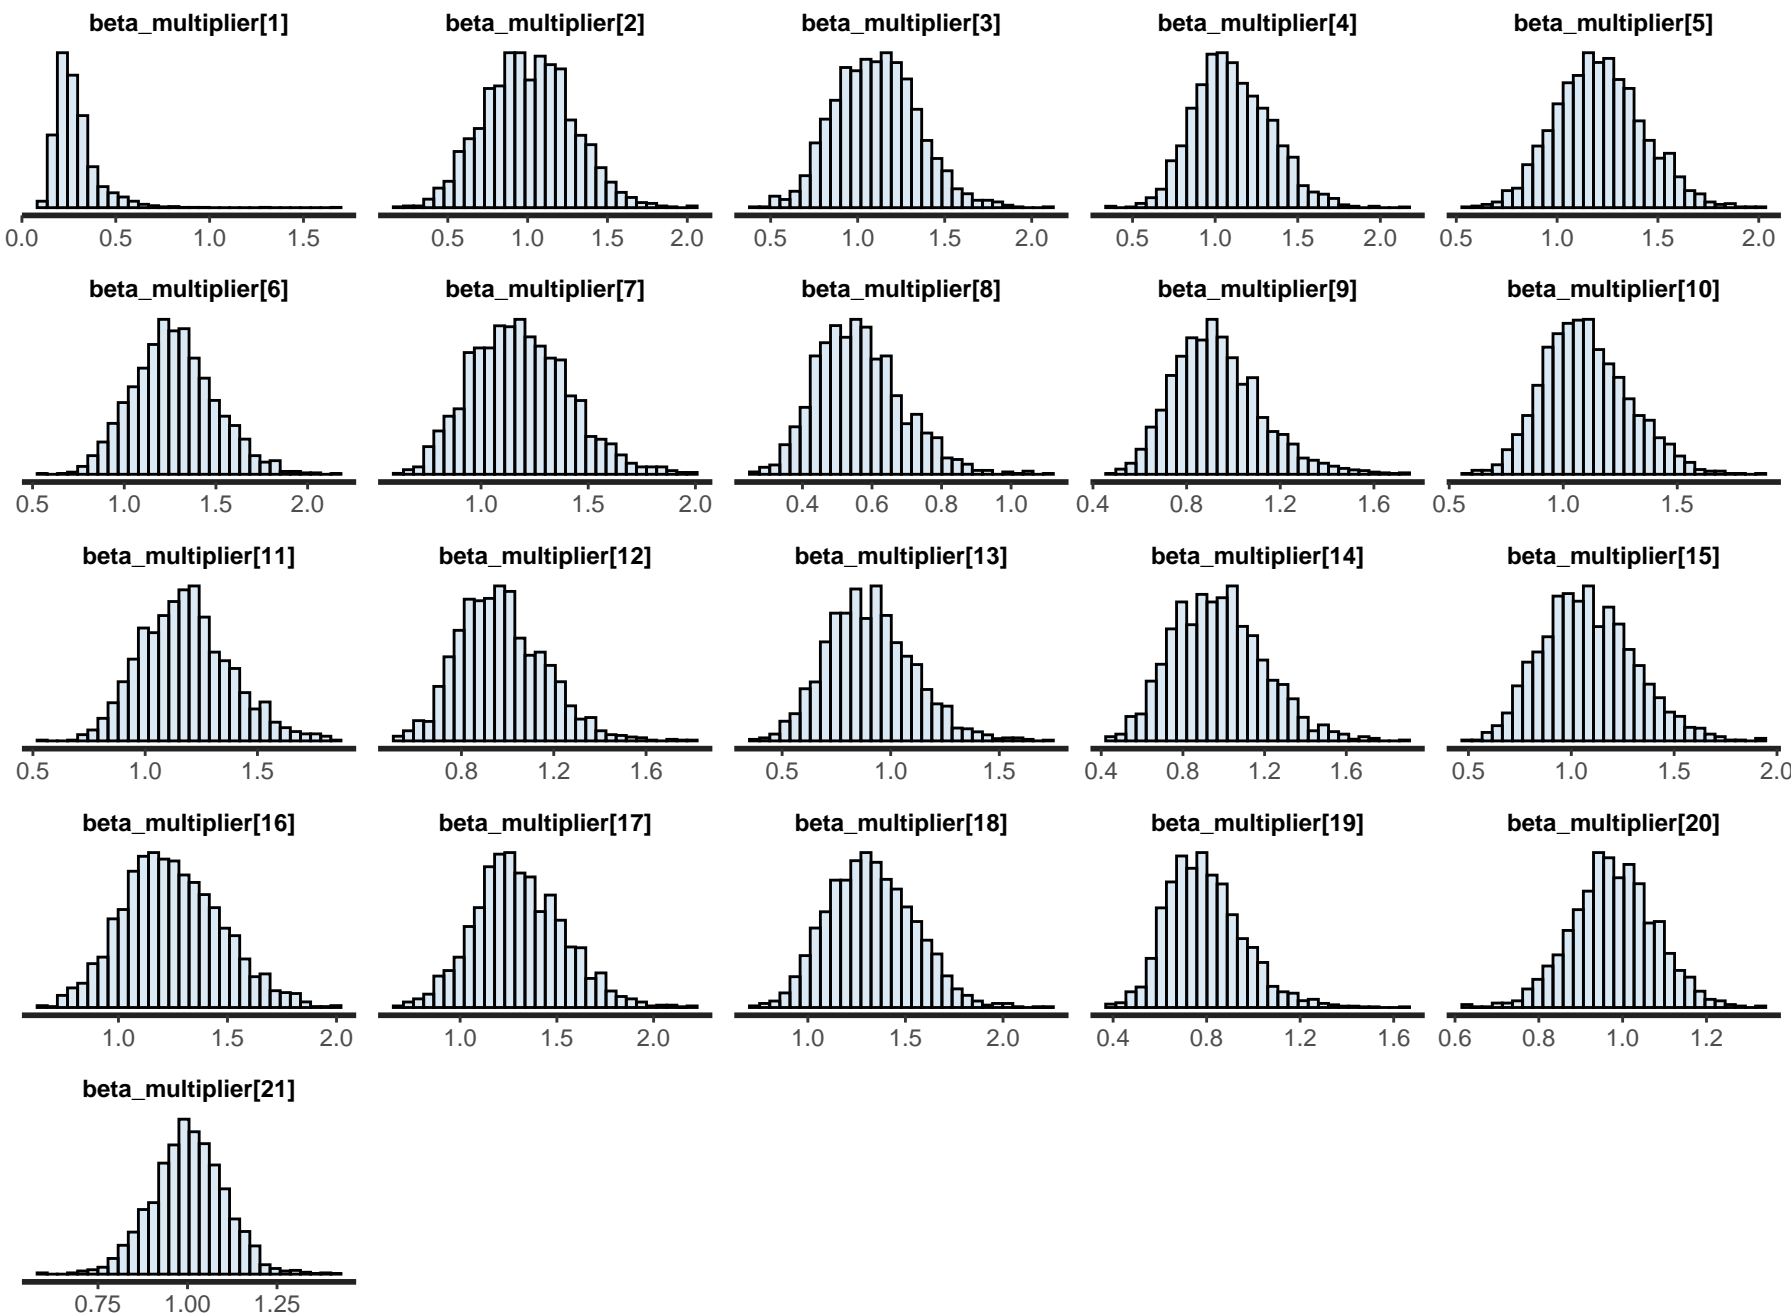 beta_multiplier[1] beta_multiplier[2] beta_multiplier[3] beta_multiplier[4] beta_multiplier[5]
0.0 0.5 1.0 1.5 0.5 1.0 1.5 2.0 0.5 1.0 1.5 2.0 0.5 1.0 1.5 2.0 0.5 1.0 1.5 2.0
beta_multiplier[6] beta_multiplier[7] beta_multiplier[8] beta_multiplier[9] beta_multiplier[10]
0.5 1.0 1.5 2.0 1.0 1.5 2.0 0.4 0.6 0.8 1.0 0.4 0.8 1.2 1.6 0.5 1.0 1.5
beta_multiplier[11] beta_multiplier[12] beta_multiplier[13] beta_multiplier[14] beta_multiplier[15]
0.5 1.0 1.5 0.8 1.2 1.6 0.5 1.0 1.5 0.4 0.8 1.2 1.6 0.5 1.0 1.5 2.0
beta_multiplier[16] beta_multiplier[17] beta_multiplier[18] beta_multiplier[19] beta_multiplier[20]
1.0 1.5 2.0 1.0 1.5 2.0 1.0 1.5 2.0 0.4 0.8 1.2 1.6 0.6 0.8 1.0 1.2
beta_multiplier[21]
0.75 1.00 1.25